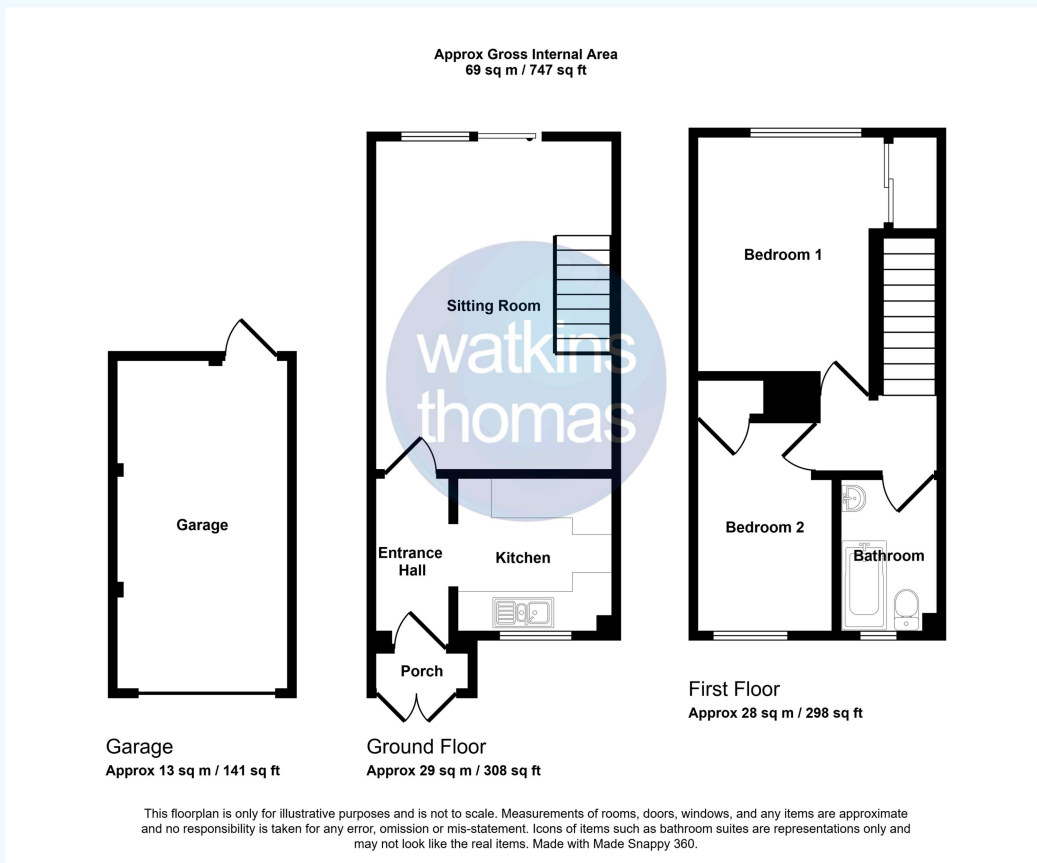 Approx Gross Internal Area
69 sq m / 747 sq ft
Bedroom 1
Sitting Room
watkins
thomas
Garage
Bedroom 2
Entrance
Hall
Kitchen
Bathroom
Porch
First Floor
Approx 28 sq m / 298 sq ft
Garage
Approx 13 sq m / 141 sq ft
Ground Floor
Approx 29 sq m / 308 sq ft
This floorplan is only for illustrative purposes and is not to scale. Measurements of rooms, doors, windows, and any items are approximate
and no responsibility is taken for any error, omission or mis-statement. Icons of items such as bathroom suites are representations only and
may not look like the real items. Made with Made Snappy 360.